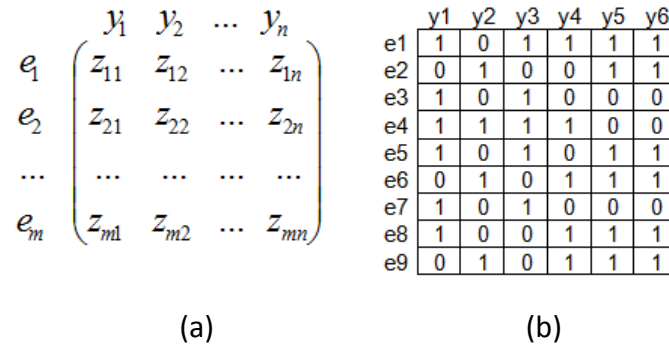 y₁ y₂ ... yₙ
e₁ z₁₁ z₁₂ ... z₁ₙ
e₂ z₂₁ z₂₂ ... z₂ₙ
... ... ... ... ...
eₘ zₘ₁ zₘ₂ ... zₘₙ
(a)
y1 y2 y3 y4 y5 y6
e1 1 0 1 1 1 1
e2 0 1 0 0 1 1
e3 1 0 1 0 0 0
e4 1 1 1 1 0 0
e5 1 0 1 0 1 1
e6 0 1 0 1 1 1
e7 1 0 1 0 0 0
e8 1 0 0 1 1 1
e9 0 1 0 1 1 1
(b)